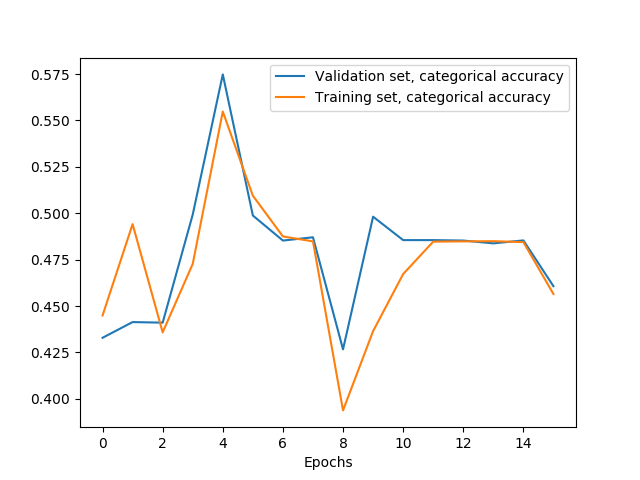 0.575
0.550
0.525
0.500
0.475
0.450
0.425
0.400
Validation set, categorical accuracy
Training set, categorical accuracy
0 2 4 6 8 10 12 14
Epochs